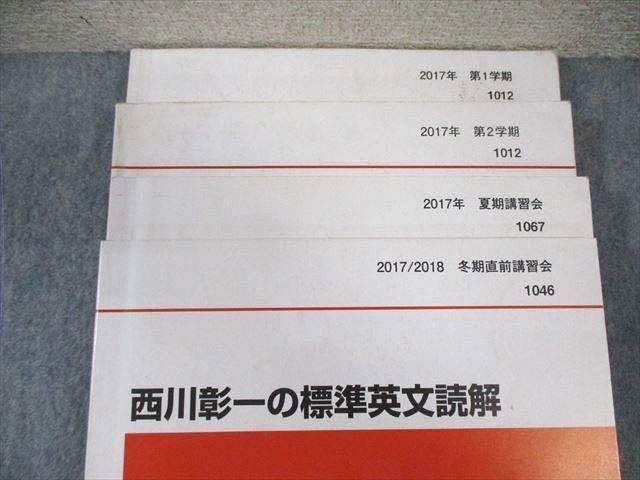 2017年 第1学期
1012
2017年 第2学期
1012
2017年 夏期講習会
1067
2017/2018 冬期直前講習会
1046
西川彰一の標準英文読解